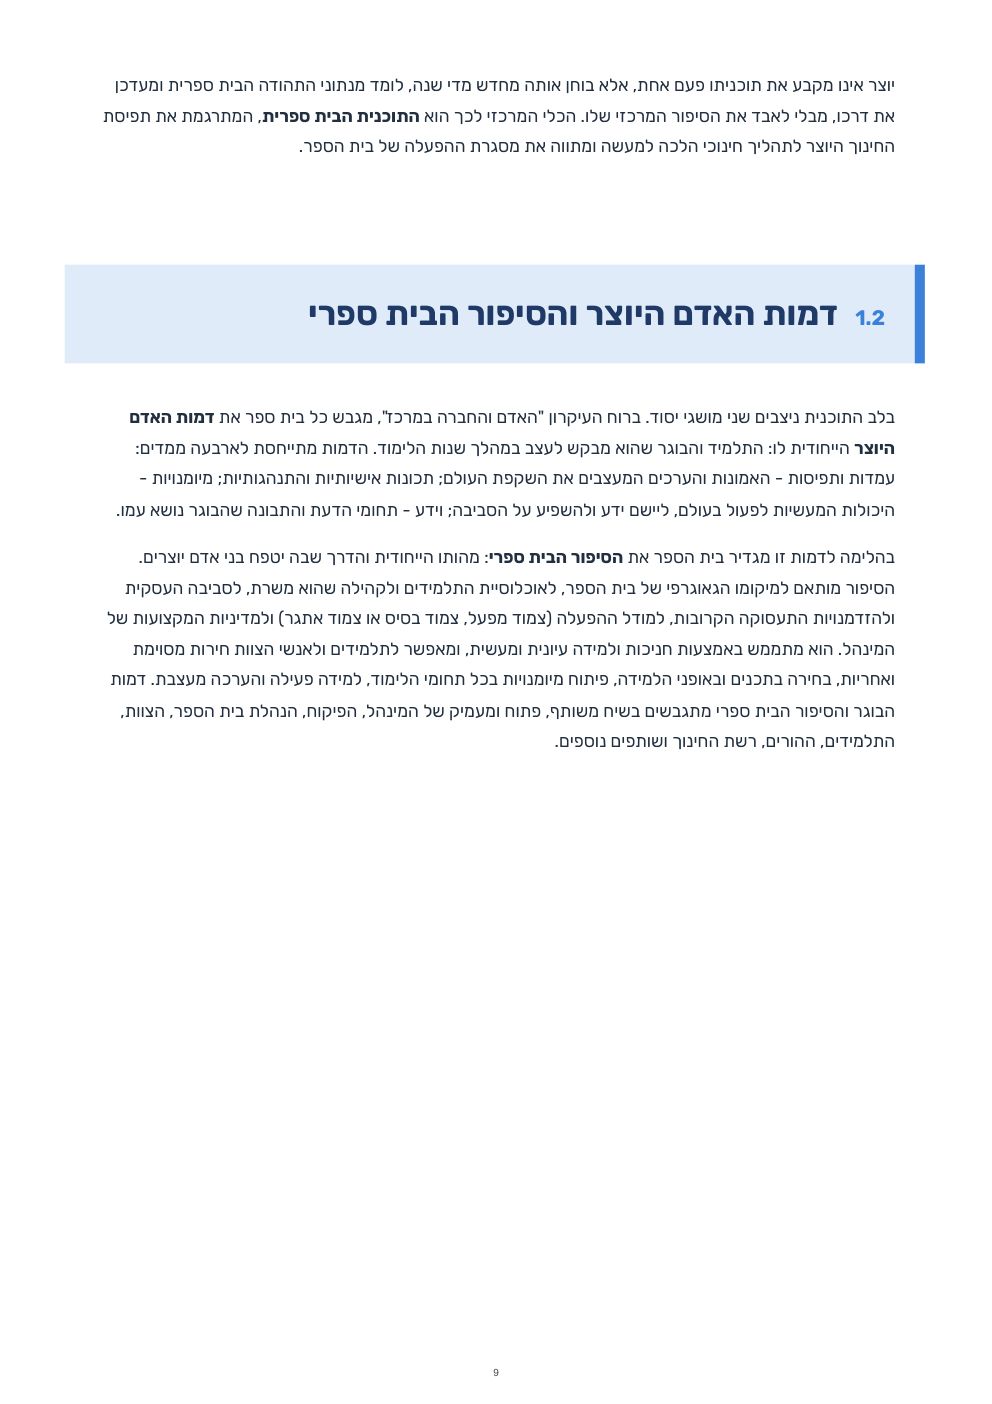 יוצר אינו מקבע את תוכניתו פעם אחת, אלא בוחן אותה מחדש מדי שנה, לומד מנתוני התהודה הבית ספרית ומעדכן
את דרכו, מבלי לאבד את הסיפור המרכזי שלו. הכלי המרכזי לכך הוא התוכנית הבית ספרית, המתרגמת את תפיסת
החינוך היוצר לתהליך חינוכי הלכה למעשה ומתווה את מסגרת ההפעלה של בית הספר.
1.2 דמות האדם היוצר והסיפור הבית ספרי
בלב התוכנית ניצבים שני מושגי יסוד. ברוח העיקרון "האדם והחברה במרכז", מגבש כל בית ספר את דמות האדם
היוצר הייחודית לו: התלמיד והבוגר שהוא מבקש לעצב במהלך שנות הלימוד. הדמות מתייחסת לארבעה ממדים:
עמדות ותפיסות - האמונות והערכים המעצבים את השקפת העולם; תכונות אישיותיות והתנהגותיות; מיומנויות -
היכולות המעשיות לפעול בעולם, ליישם ידע ולהשפיע על הסביבה; וידע - תחומי הדעת והתבונה שהבוגר נושא עמו.
בהלימה לדמות זו מגדיר בית הספר את הסיפור הבית ספרי: מהותו הייחודית והדרך שבה יטפח בני אדם יוצרים.
הסיפור מותאם למיקומו הגאוגרפי של בית הספר, לאוכלוסיית התלמידים ולקהילה שהוא משרת, לסביבה העסקית
ולהזדמנויות התעסוקה הקרובות, למודל ההפעלה (צמוד מפעל, צמוד בסיס או צמוד אתגר) ולמדיניות המקצועות של
המינהל. הוא מתממש באמצעות חניכות ולמידה עיונית ומעשית, ומאפשר לתלמידים ולאנשי הצוות חירות מסוימת
ואחריות, בחירה בתכנים ובאופני הלמידה, פיתוח מיומנויות בכל תחומי הלימוד, למידה פעילה והערכה מעצבת. דמות
הבוגר והסיפור הבית ספרי מתגבשים בשיח משותף, פתוח ומעמיק של המינהל, הפיקוח, הנהלת בית הספר, הצוות,
התלמידים, ההורים, רשת החינוך ושותפים נוספים.
9